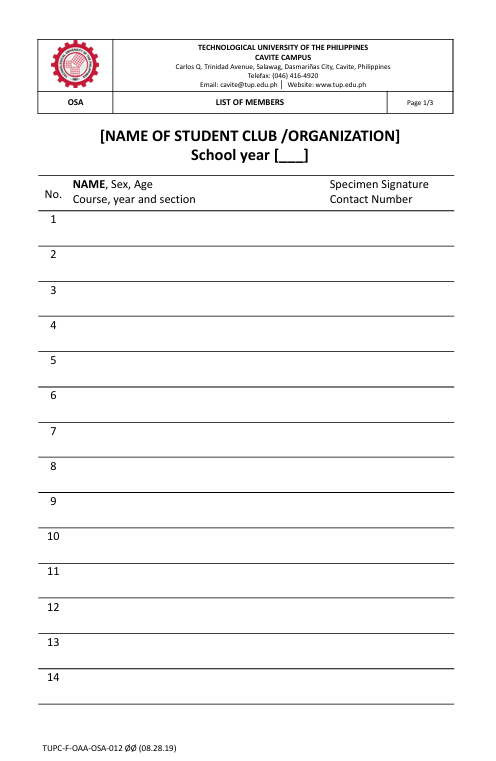 TECHNOLOGICAL UNIVERSITY OF THE PHILIPPINES
CAVITE CAMPUS
Carlos Q. Trinidad Avenue, Salawag, Dasmariñas City, Cavite, Philippines
Telefax: (046) 416-4920
Email: cavite@tup.edu.ph│ Website: www.tup.edu.ph
OSA LIST OF MEMBERS Page 1/3
[NAME OF STUDENT CLUB /ORGANIZATION]
School year [___]
No. NAME, Sex, Age Specimen Signature
Course, year and section Contact Number
1
2
3
4
5
6
7
8
9
10
11
12
13
14
TUPC-F-OAA-OSA-012 ØØ (08.28.19)